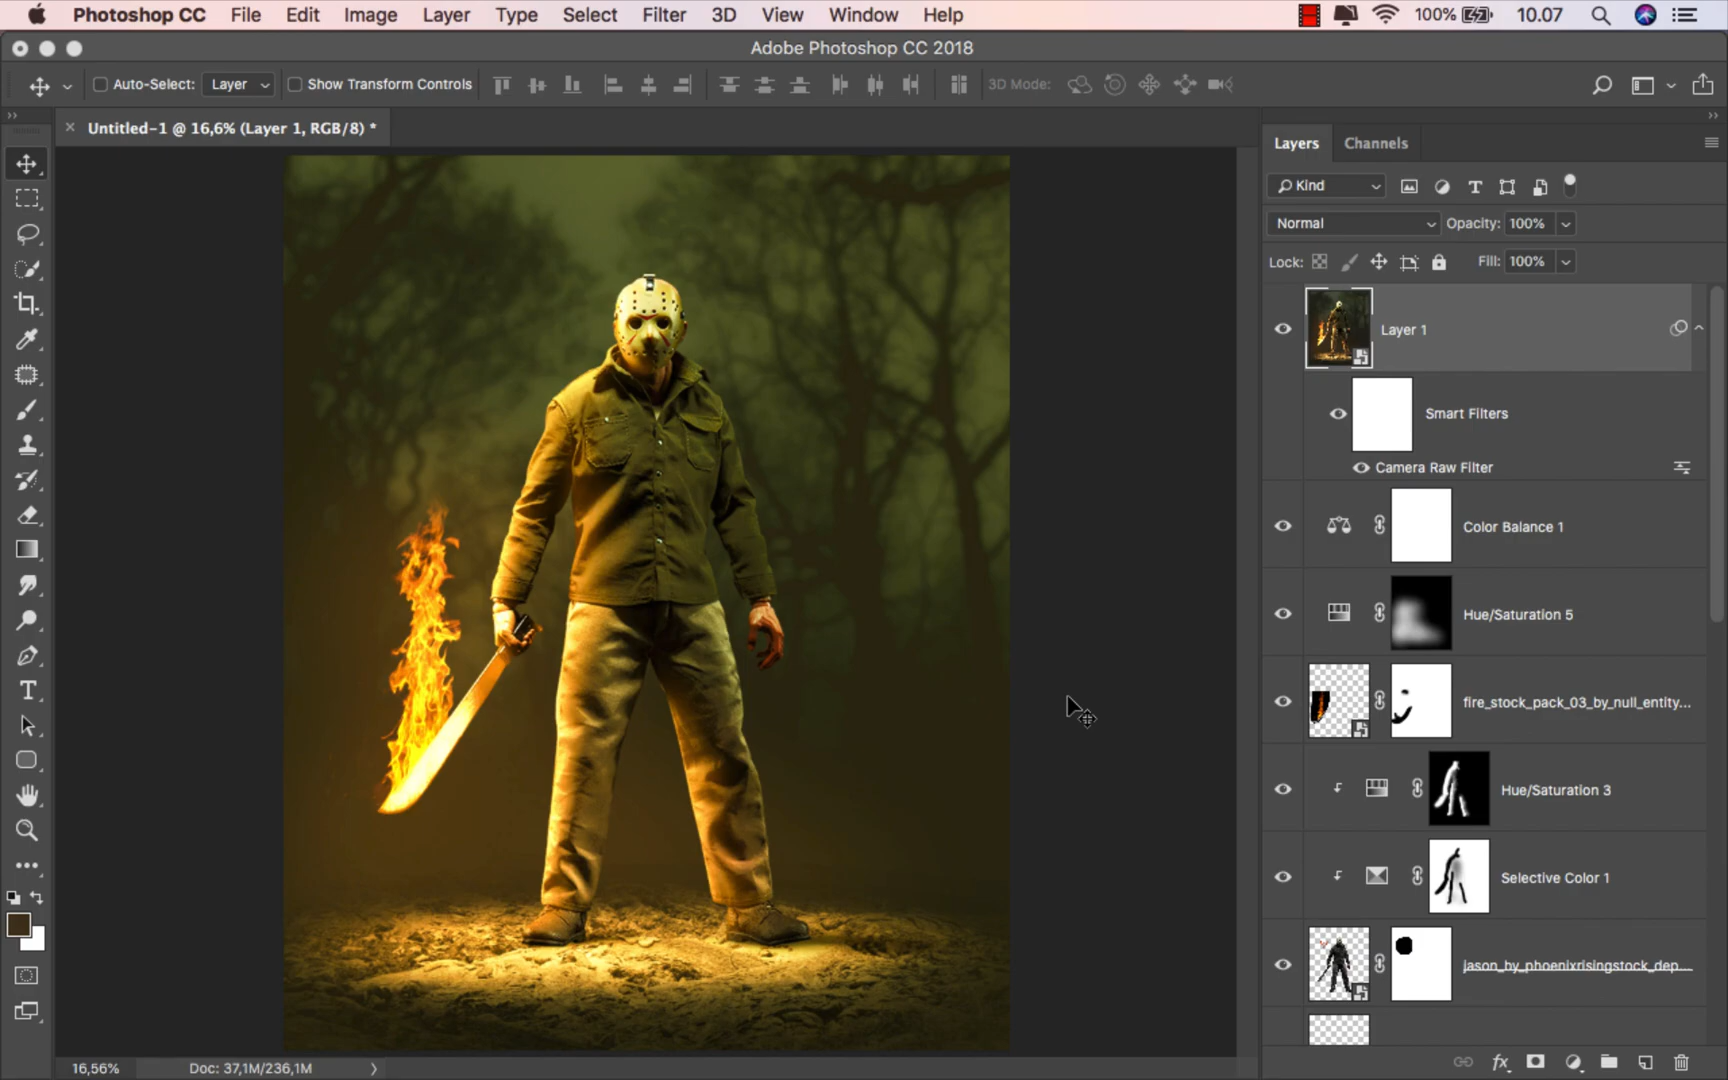 Photoshop CC File Edit Image Layer Type Select Filter 3D View Window Help 100% 10.07
Adobe Photoshop CC 2018
Auto-Select: Layer Show Transform Controls 3D Mode:
Untitled-1 @ 16,6% (Layer 1, RGB/8) *
Layers Channels
Kind
Normal Opacity: 100%
Lock: Fill: 100%
Layer 1
Smart Filters
Camera Raw Filter
Color Balance 1
Hue/Saturation 5
fire_stock_pack_03_by_null_entity...
Hue/Saturation 3
Selective Color 1
jason_by_phoenixrisingstock_dep...
16,56% Doc: 37,1M/236,1M